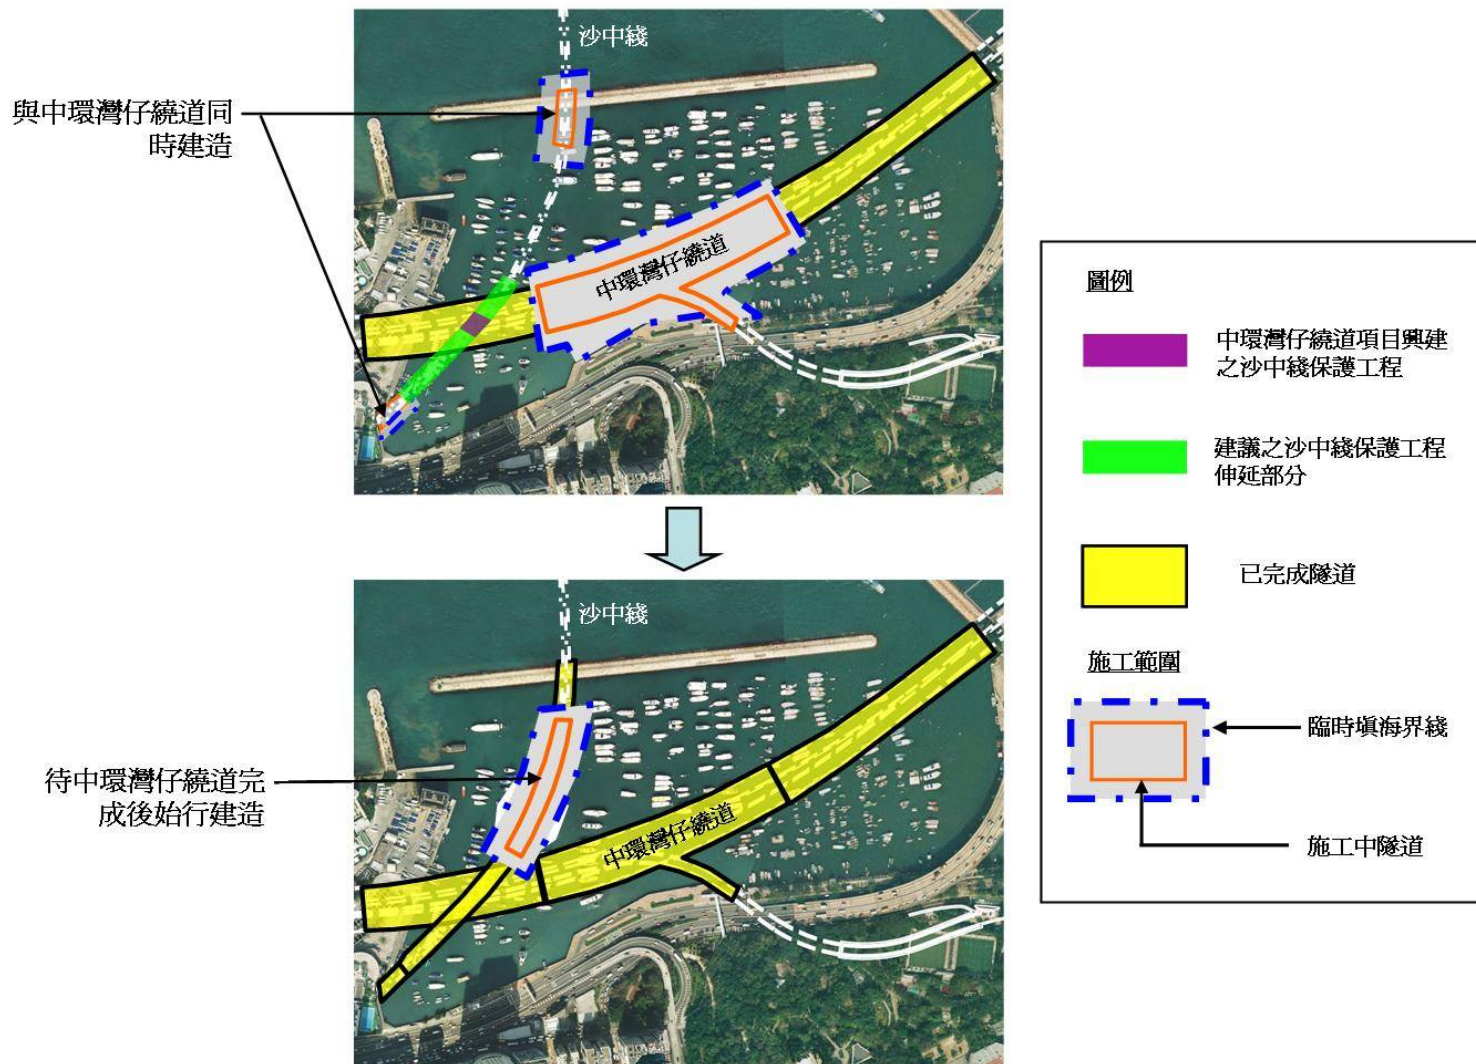 沙中綫
與中環灣仔繞道同
時建造
中環灣仔繞道
沙中綫
待中環灣仔繞道完
成後始行建造
中環灣仔繞道
圖例
中環灣仔繞道項目興建
之沙中綫保護工程
建議之沙中綫保護工程
伸延部分
已完成隧道
施工範圍
臨時填海界綫
施工中隧道